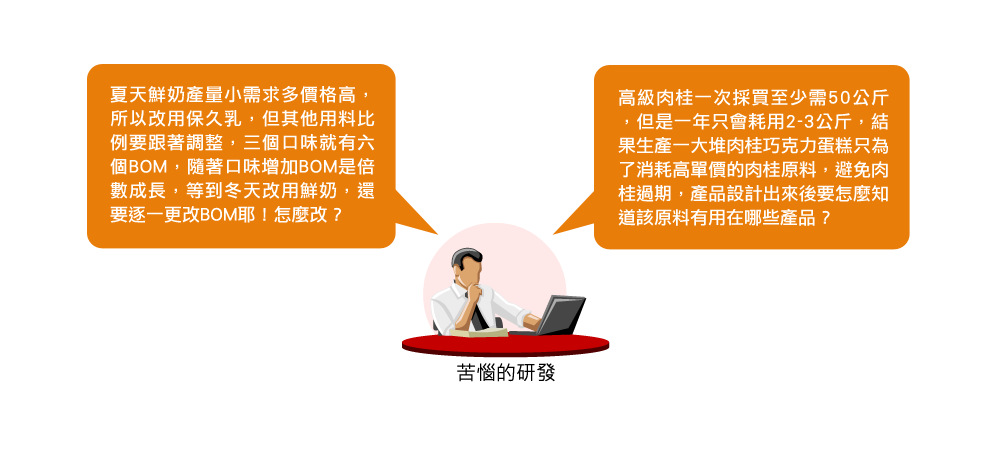 夏天鮮奶產量小需求多價格高，
所以改用保久乳，但其他用料比
例要跟著調整，三個口味就有六
個BOM，隨著口味增加BOM是倍
數成長，等到冬天改用鮮奶，還
要逐一更改BOM耶！怎麼改？
高級肉桂一次採買至少需50公斤
，但是一年只會耗用2-3公斤，結
果生產一大堆肉桂巧克力蛋糕只為
了消耗高單價的肉桂原料，避免肉
桂過期，產品設計出來後要怎麼知
道該原料有用在哪些產品？
苦惱的研發